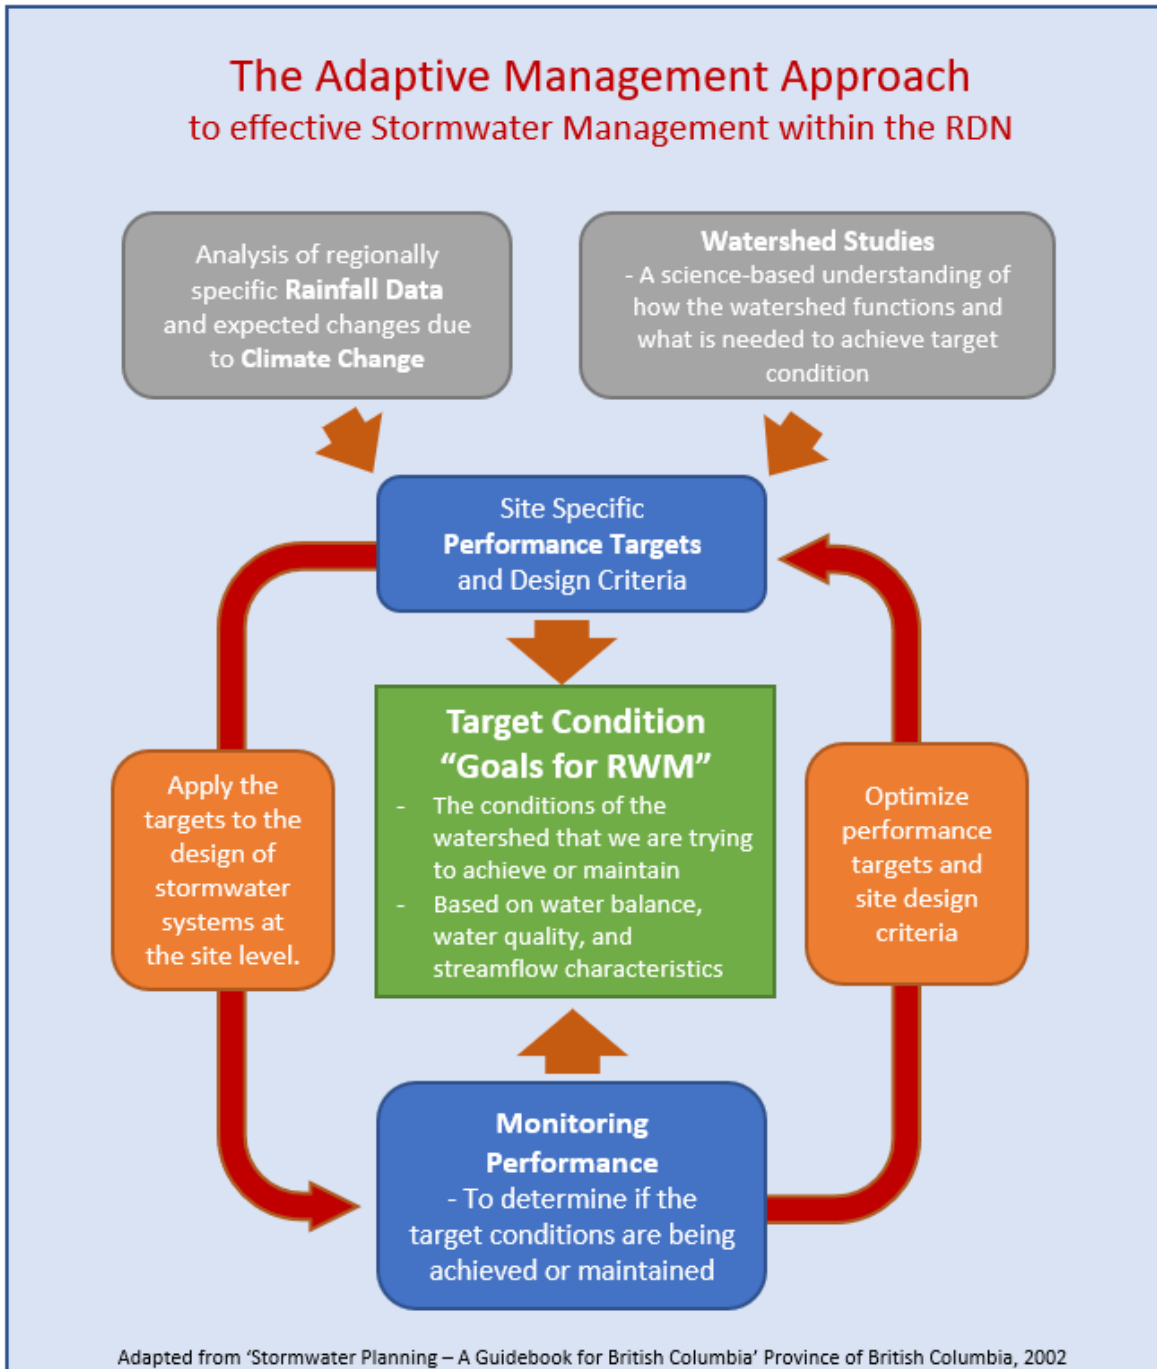 The Adaptive Management Approach
to effective Stormwater Management within the RDN
Analysis of regionally
specific Rainfall Data
and expected changes due
to Climate Change
Watershed Studies
- A science-based understanding of
how the watershed functions and
what is needed to achieve target
condition
Site Specific
Performance Targets
and Design Criteria
Target Condition
“Goals for RWM”
- The conditions of the
watershed that we are trying
to achieve or maintain
- Based on water balance,
water quality, and
streamflow characteristics
Apply the
targets to the
design of
stormwater
systems at
the site level.
Optimize
performance
targets and
site design
criteria
Monitoring
Performance
- To determine if the
target conditions are being
achieved or maintained
Adapted from ‘Stormwater Planning – A Guidebook for British Columbia’ Province of British Columbia, 2002